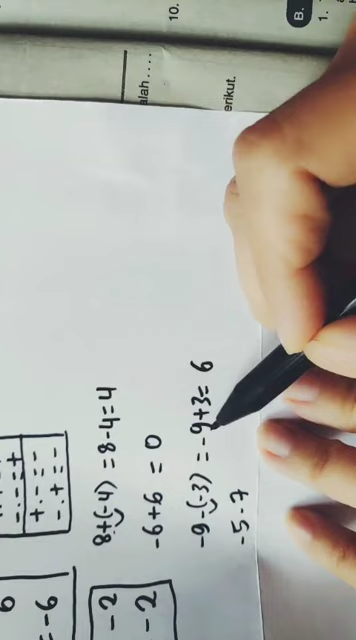 10.
B.
1.
alah....
erikut.
6
= -6
+ - = -
- + = -
-2
-2
8+(-4) = 8-4=4
-6+6 = 0
-9-(-3) = -9+3= 6
-5-7